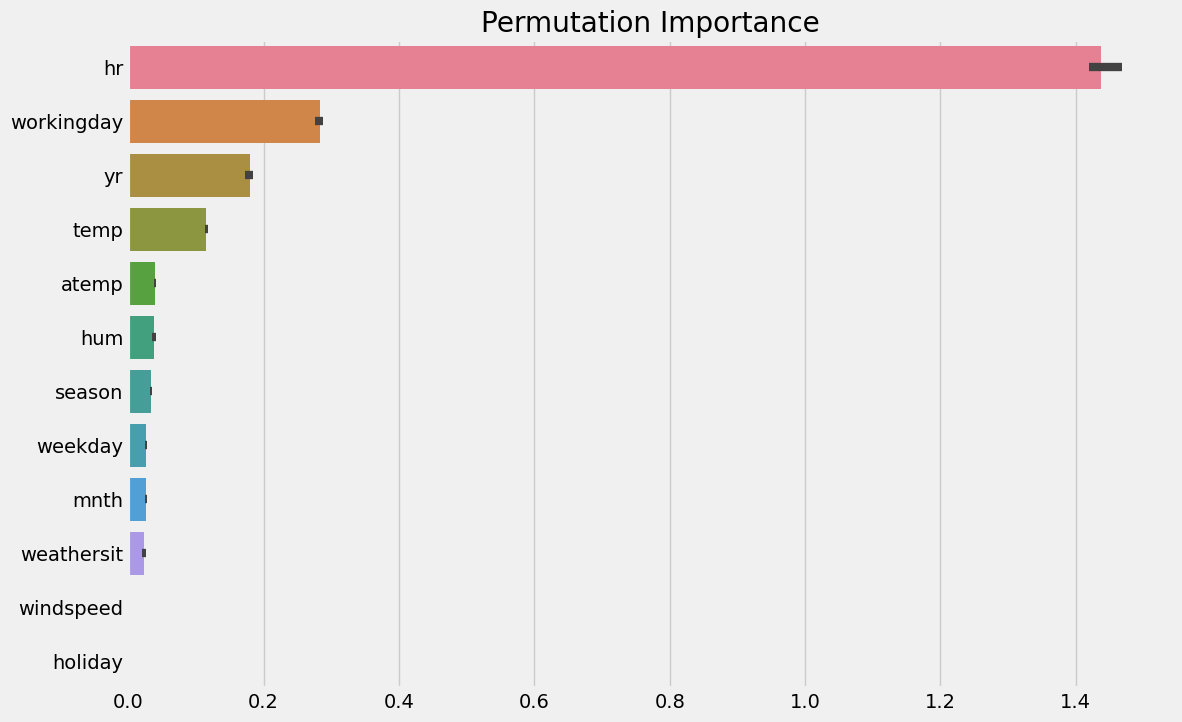 Permutation Importance
hr
workingday
yr
temp
atemp
hum
season
weekday
mnth
weathersit
windspeed
holiday
0.0 0.2 0.4 0.6 0.8 1.0 1.2 1.4